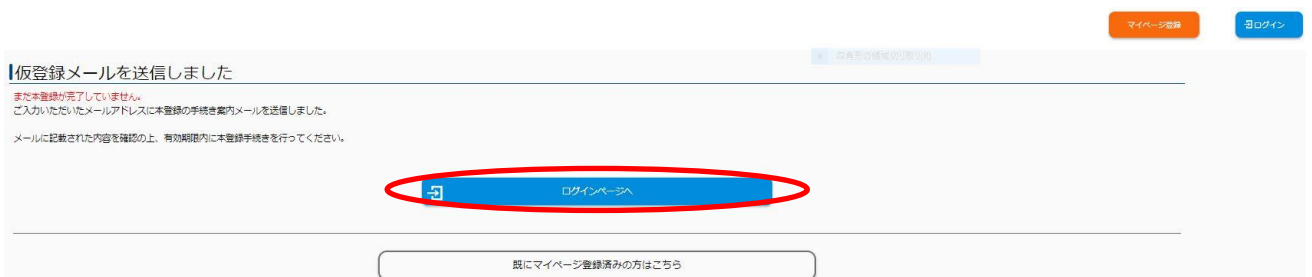 マイページ登録
ログイン
仮登録メールを送信しました
まだ本登録が完了していません。
ご入力いただいたメールアドレスに本登録の手続き案内メールを送信しました。
メールに記載された内容を確認の上、有効期限内に本登録手続きを行ってください。
ログインページへ
既にマイページ登録済みの方はこちら